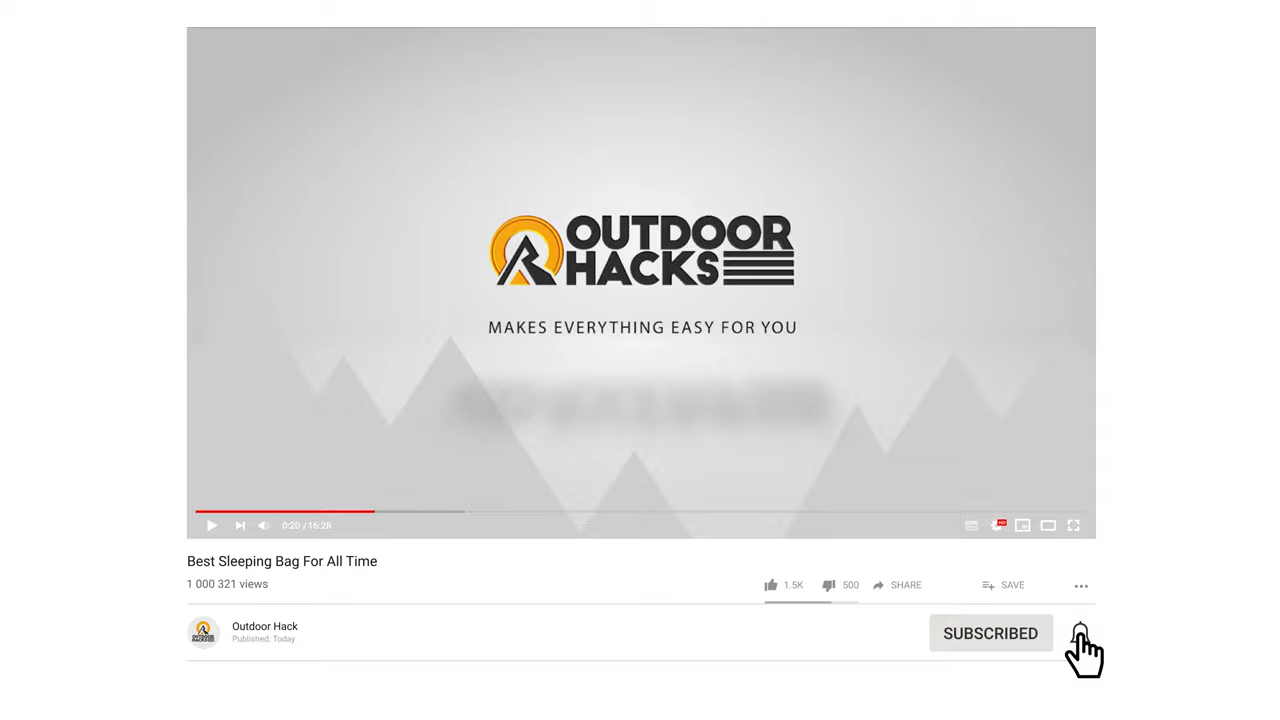 OUTDOOR
HACKS
MAKES EVERYTHING EASY FOR YOU
0:20 / 16:28
HD
Best Sleeping Bag For All Time
1 000 321 views
1.5K
500
SHARE
SAVE
Outdoor Hack
Published: Today
SUBSCRIBED